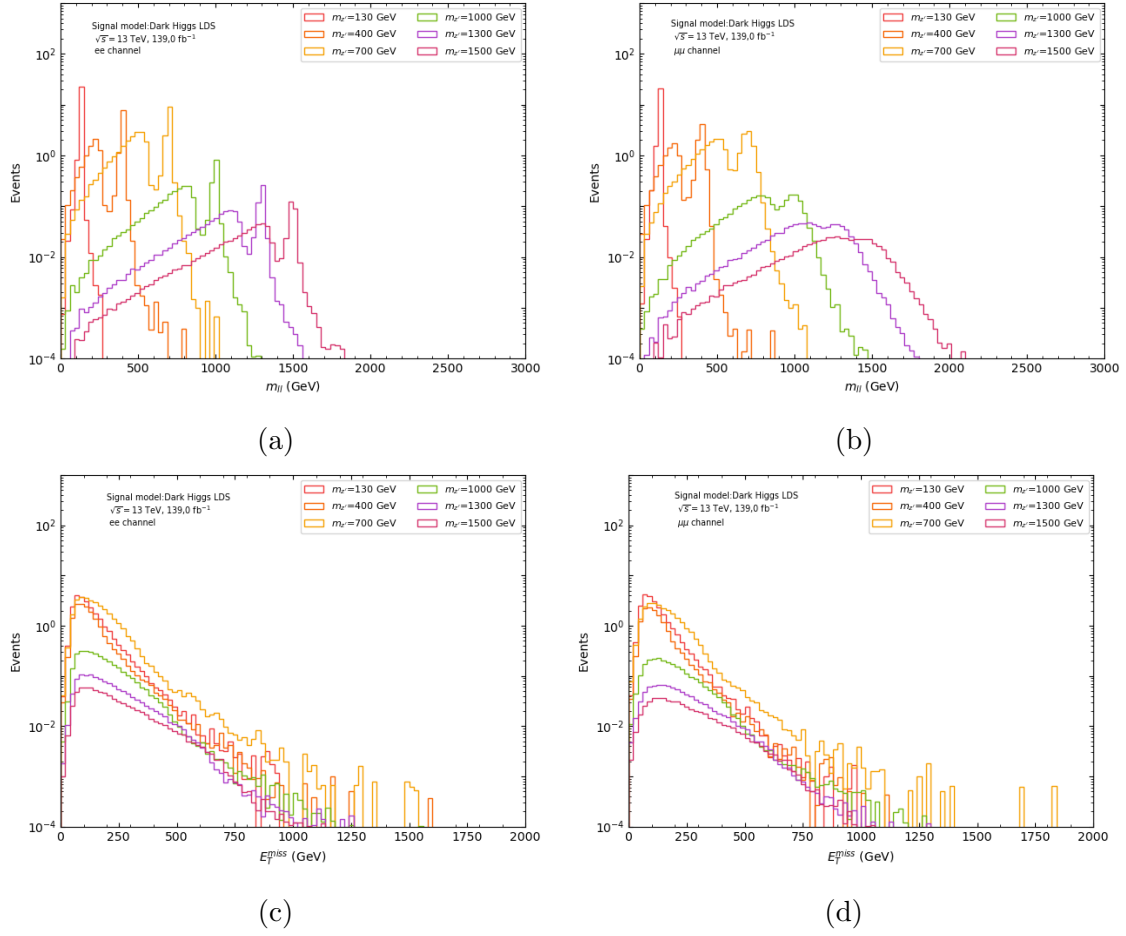 Signal model:Dark Higgs LDS
√s = 13 TeV, 139,0 fb⁻¹
ee channel
m_z'=130 GeV
m_z'=400 GeV
m_z'=700 GeV
m_z'=1000 GeV
m_z'=1300 GeV
m_z'=1500 GeV
Events
10²
10⁰
10⁻²
10⁻⁴
0 500 1000 1500 2000 2500 3000
m_ll (GeV)
(a)
Signal model:Dark Higgs LDS
√s = 13 TeV, 139,0 fb⁻¹
μμ channel
m_z'=130 GeV
m_z'=400 GeV
m_z'=700 GeV
m_z'=1000 GeV
m_z'=1300 GeV
m_z'=1500 GeV
Events
10²
10⁰
10⁻²
10⁻⁴
0 500 1000 1500 2000 2500 3000
m_ll (GeV)
(b)
Signal model:Dark Higgs LDS
√s = 13 TeV, 139,0 fb⁻¹
ee channel
m_z'=130 GeV
m_z'=400 GeV
m_z'=700 GeV
m_z'=1000 GeV
m_z'=1300 GeV
m_z'=1500 GeV
Events
10²
10⁰
10⁻²
10⁻⁴
0 250 500 750 1000 1250 1500 1750 2000
E_T^miss (GeV)
(c)
Signal model:Dark Higgs LDS
√s = 13 TeV, 139,0 fb⁻¹
μμ channel
m_z'=130 GeV
m_z'=400 GeV
m_z'=700 GeV
m_z'=1000 GeV
m_z'=1300 GeV
m_z'=1500 GeV
Events
10²
10⁰
10⁻²
10⁻⁴
0 250 500 750 1000 1250 1500 1750 2000
E_T^miss (GeV)
(d)